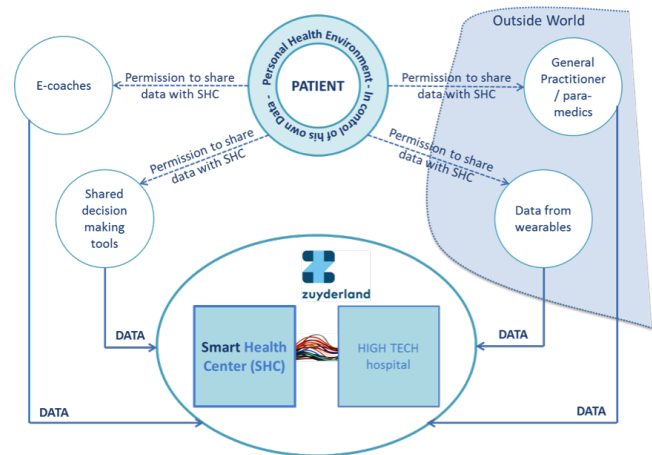 Outside World
Personal Health Environment - In control of his own Data -
PATIENT
E-coaches
Permission to share
data with SHC
Permission to share
data with SHC
General
Practitioner
/ para-
medics
Permission to share
data with SHC
Permission to share
data with SHC
Shared
decision
making
tools
Data from
wearables
zuyderland
DATA
Smart Health
Center (SHC)
HIGH TECH
hospital
DATA
DATA
DATA